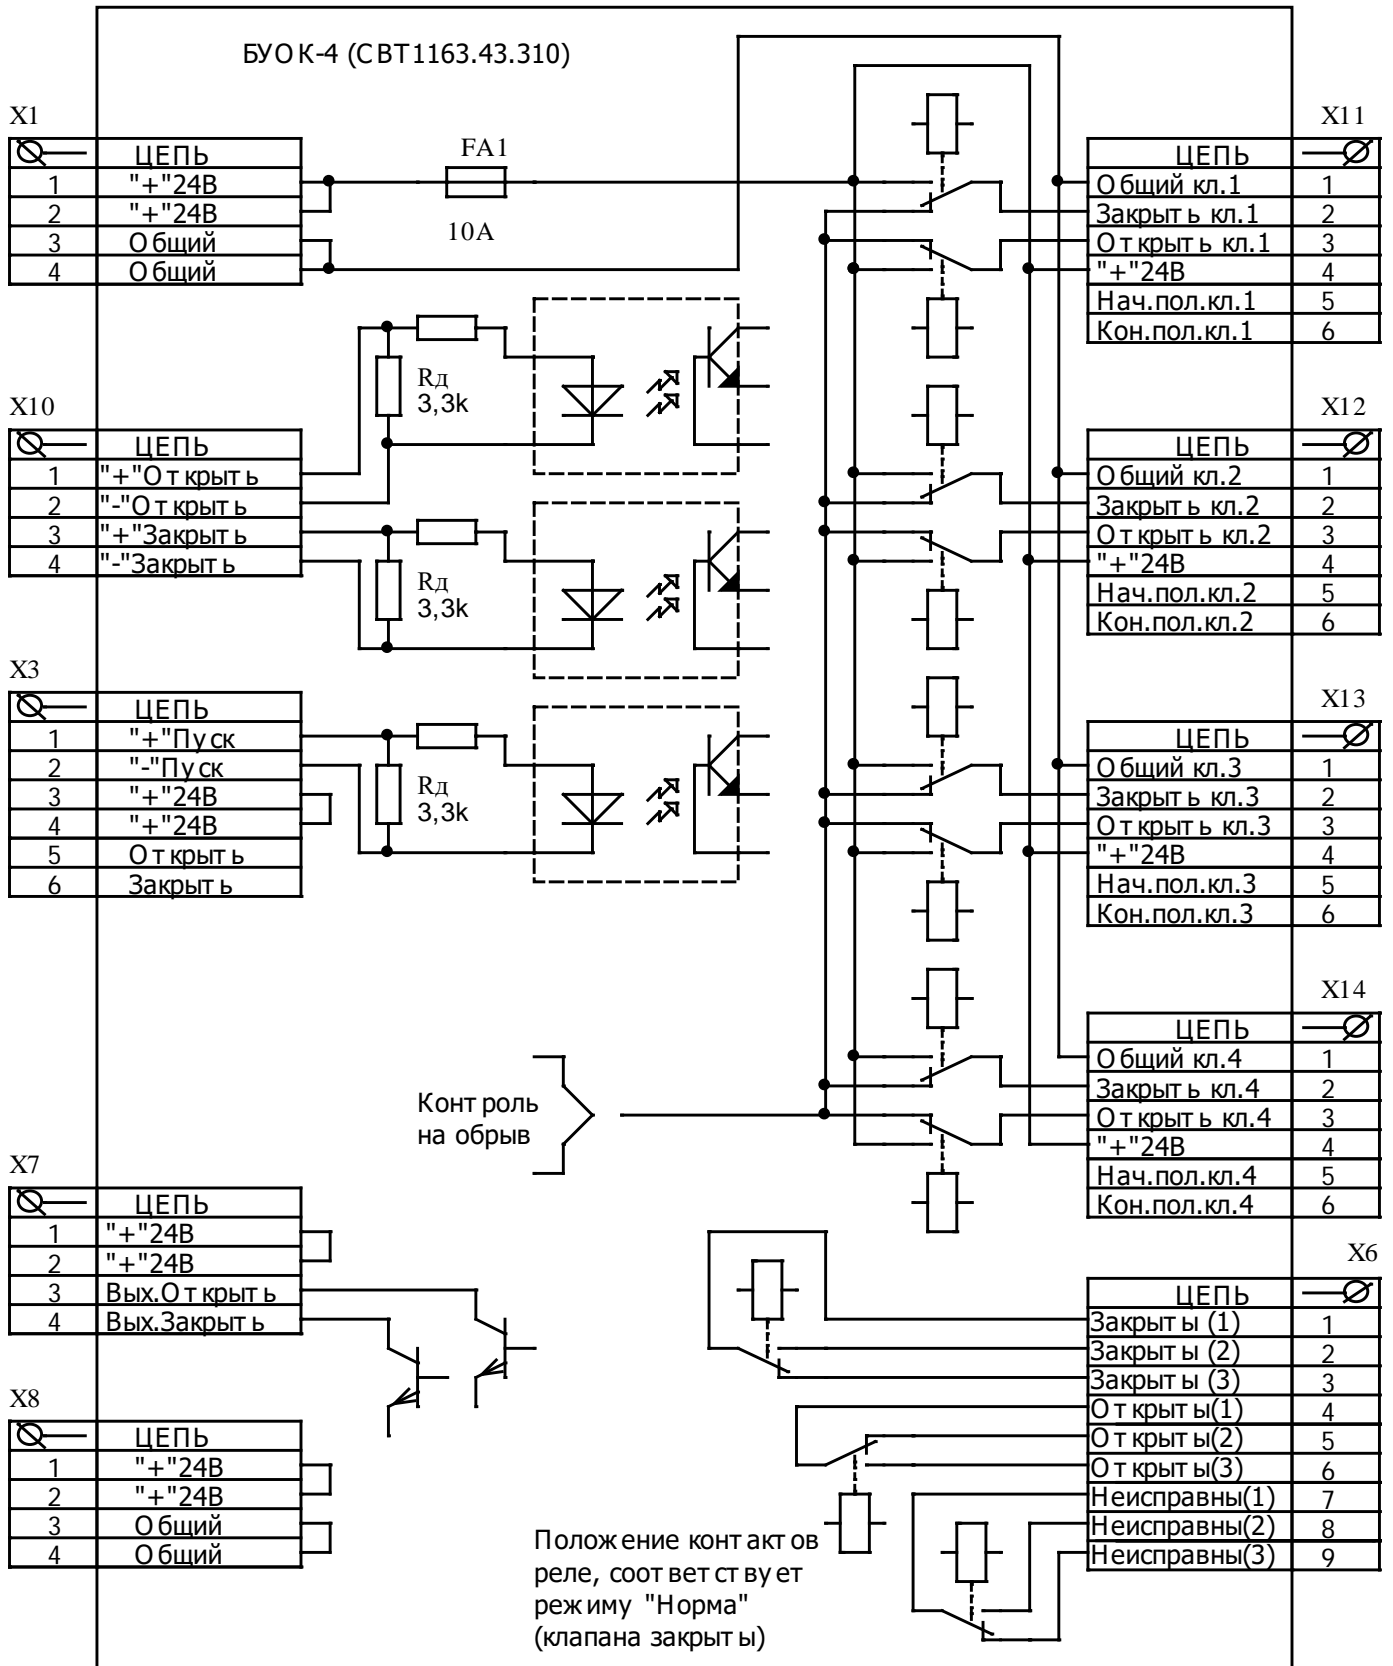 БУОК-4 (СВТ1163.43.310)
X1
ЦЕПЬ
1 "+"24В
2 "+"24В
3 Общий
4 Общий
FA1
10A
X10
ЦЕПЬ
1 "+"Открыть
2 "-"Открыть
3 "+"Закрыть
4 "-"Закрыть
Rд
3,3k
Rд
3,3k
X3
ЦЕПЬ
1 "+"Пуск
2 "-"Пуск
3 "+"24В
4 "+"24В
5 Открыть
6 Закрыть
Rд
3,3k
Контроль
на обрыв
X7
ЦЕПЬ
1 "+"24В
2 "+"24В
3 Вых.Открыть
4 Вых.Закрыть
X8
ЦЕПЬ
1 "+"24В
2 "+"24В
3 Общий
4 Общий
Положение контактов
реле, соответствует
режиму "Норма"
(клапана закрыты)
X11
ЦЕПЬ
Общий кл.1 1
Закрыть кл.1 2
Открыть кл.1 3
"+"24В 4
Нач.пол.кл.1 5
Кон.пол.кл.1 6
X12
ЦЕПЬ
Общий кл.2 1
Закрыть кл.2 2
Открыть кл.2 3
"+"24В 4
Нач.пол.кл.2 5
Кон.пол.кл.2 6
X13
ЦЕПЬ
Общий кл.3 1
Закрыть кл.3 2
Открыть кл.3 3
"+"24В 4
Нач.пол.кл.3 5
Кон.пол.кл.3 6
X14
ЦЕПЬ
Общий кл.4 1
Закрыть кл.4 2
Открыть кл.4 3
"+"24В 4
Нач.пол.кл.4 5
Кон.пол.кл.4 6
X6
ЦЕПЬ
Закрыты (1) 1
Закрыты (2) 2
Закрыты (3) 3
Открыты(1) 4
Открыты(2) 5
Открыты(3) 6
Неисправны(1) 7
Неисправны(2) 8
Неисправны(3) 9